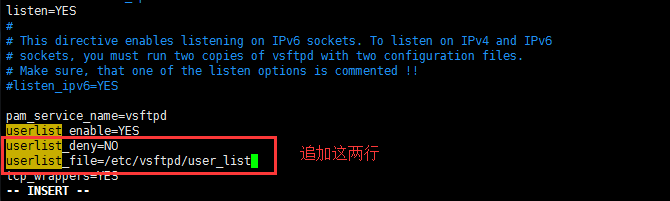 listen=YES
#
# This directive enables listening on IPv6 sockets. To listen on IPv4 and IPv6
# sockets, you must run two copies of vsftpd with two configuration files.
# Make sure, that one of the listen options is commented !!
#listen_ipv6=YES
pam_service_name=vsftpd
userlist_enable=YES
userlist_deny=NO
userlist_file=/etc/vsftpd/user_list
追加这两行
tcp_wrappers=YES
-- INSERT --